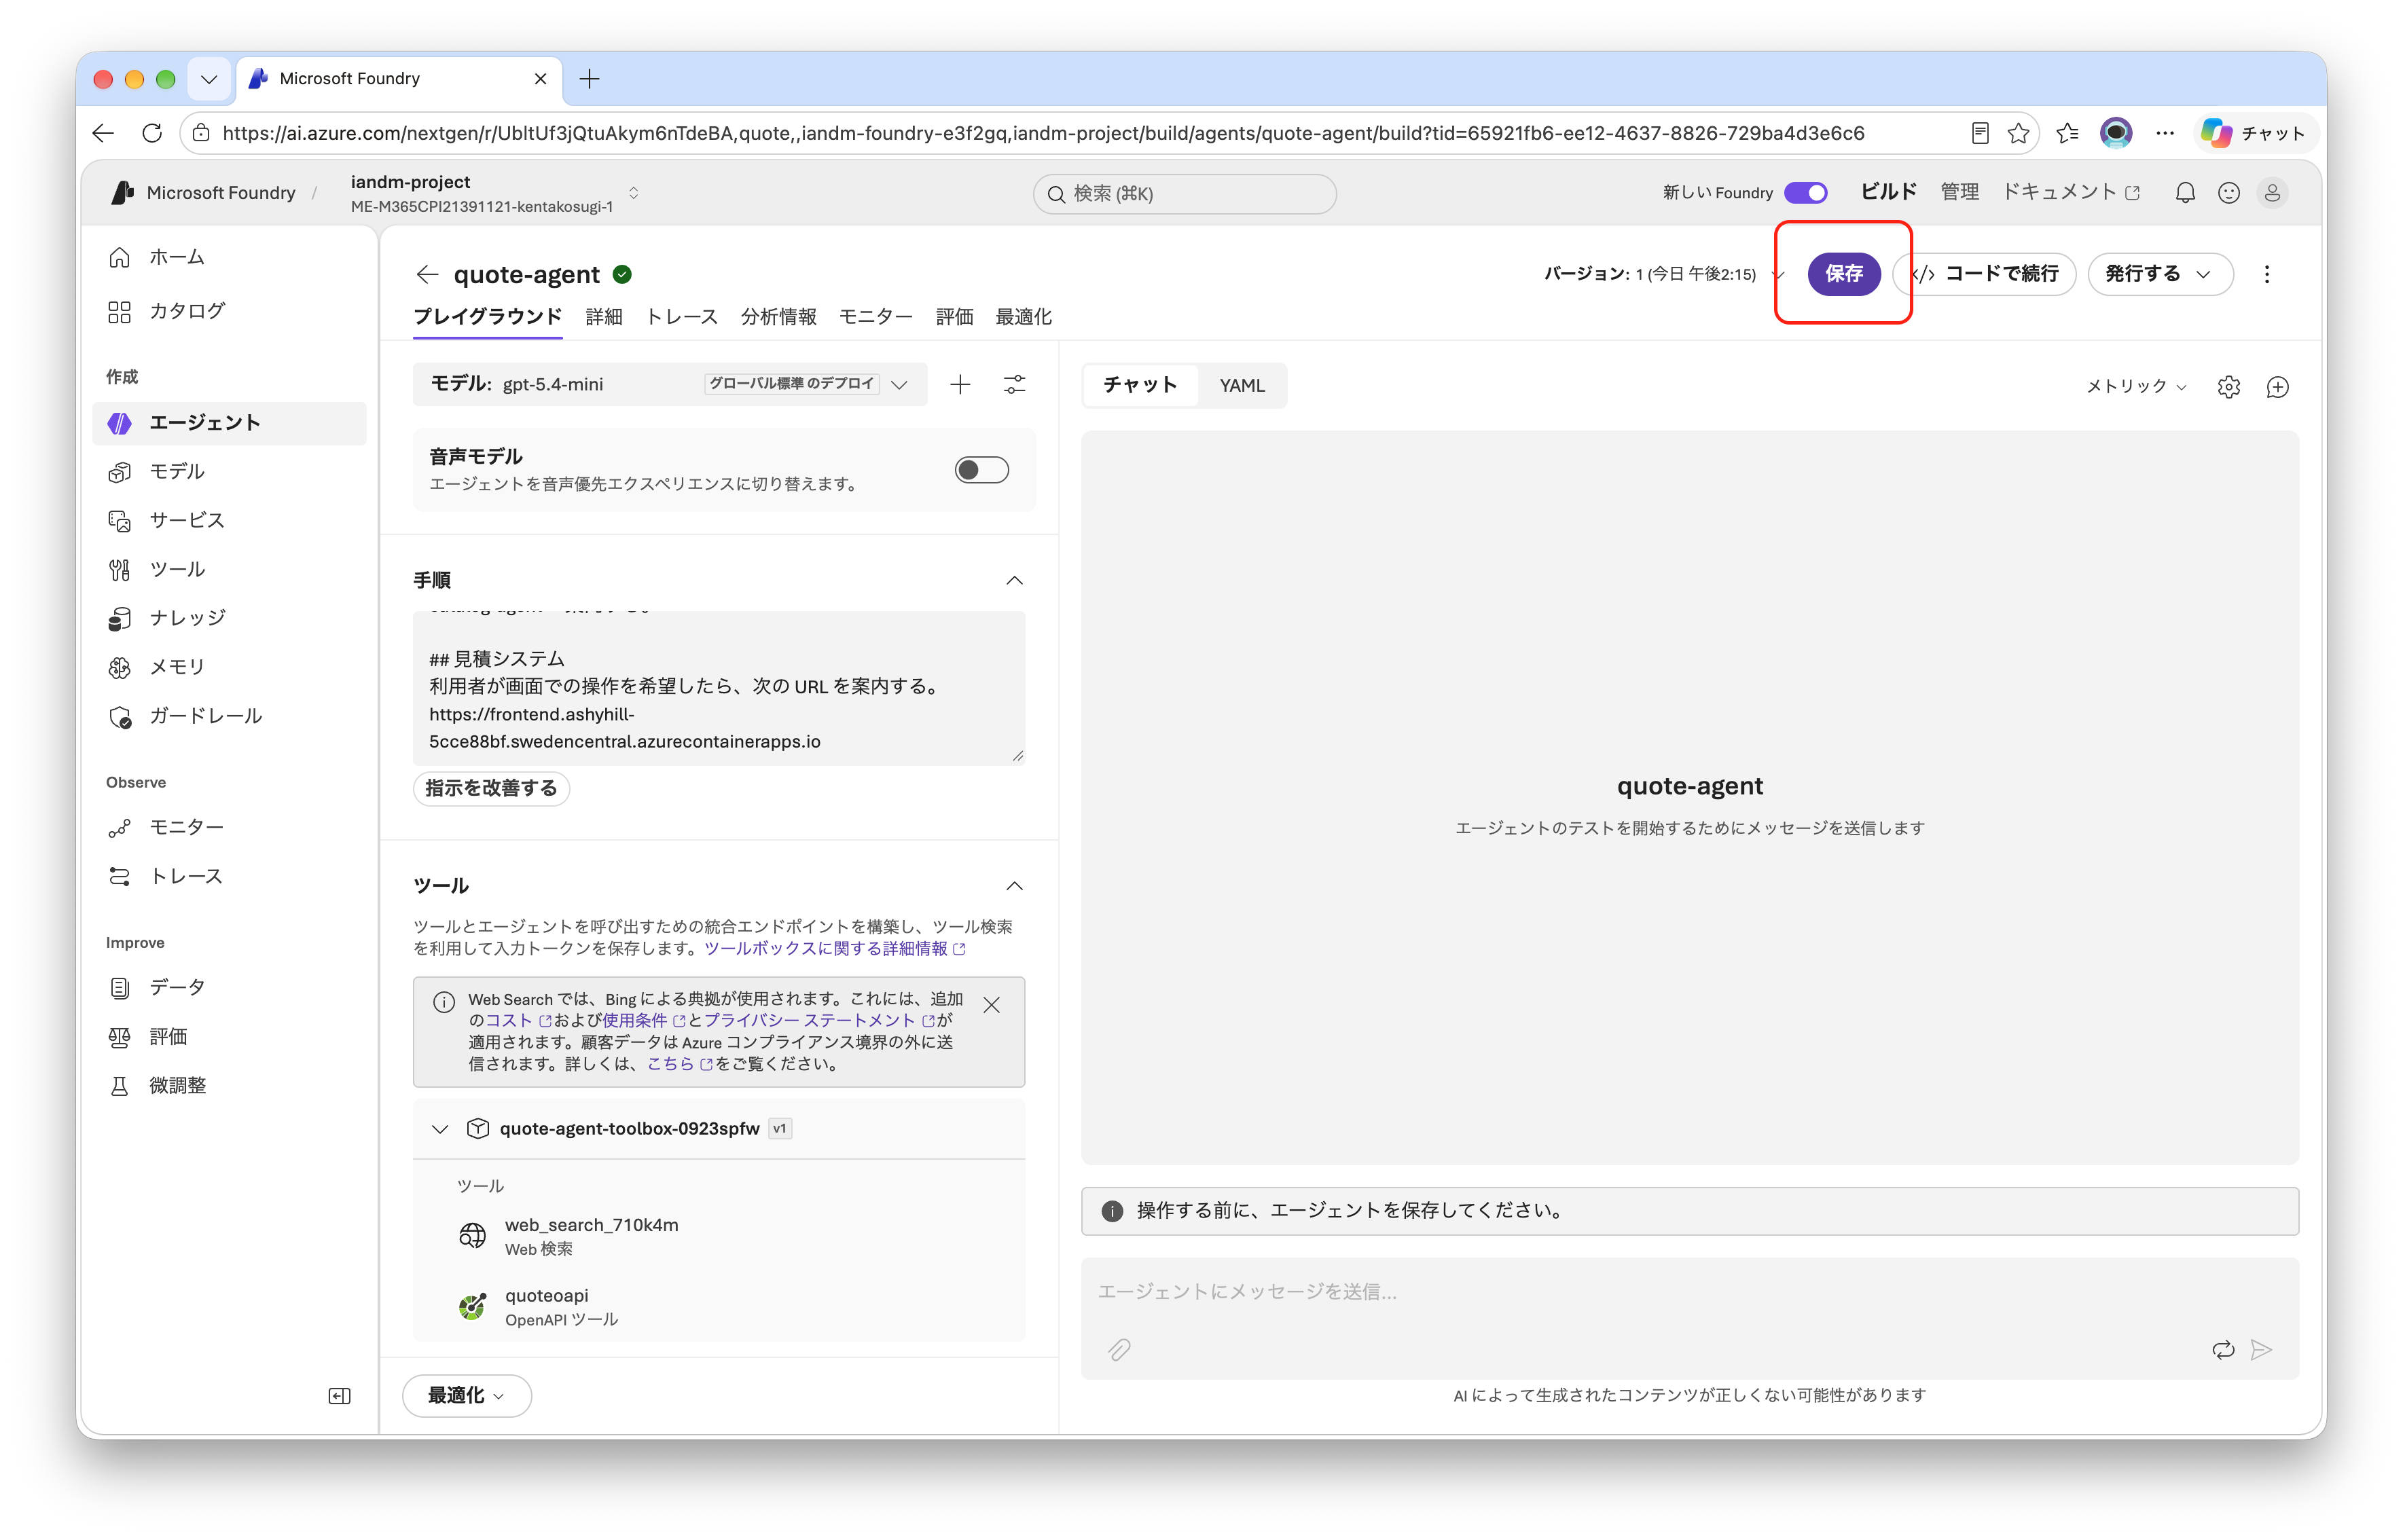 Microsoft Foundry
https://ai.azure.com/nextgen/r/UbltUf3jQtuAkym6nTdeBA,quote,,iandm-foundry-e3f2gq,iandm-project/build/agents/quote-agent/build?tid=65921fb6-ee12-4637-8826-729ba4d3e6c6
チャット
Microsoft Foundry / iandm-project
ME-M365CPI21391121-kentakosugi-1
検索 (⌘K)
新しい Foundry
ビルド
管理
ドキュメント
ホーム
カタログ
作成
エージェント
モデル
サービス
ツール
ナレッジ
メモリ
ガードレール
Observe
モニター
トレース
Improve
データ
評価
微調整
quote-agent
バージョン: 1 (今日 午後2:15)
保存
コードで続行
発行する
プレイグラウンド
詳細
トレース
分析情報
モニター
評価
最適化
モデル: gpt-5.4-mini
グローバル標準 のデプロイ
音声モデル
エージェントを音声優先エクスペリエンスに切り替えます。
手順
## 見積システム
利用者が画面での操作を希望したら、次の URL を案内する。
https://frontend.ashyhill-
5cce88bf.swedencentral.azurecontainerapps.io
指示を改善する
ツール
ツールとエージェントを呼び出すための統合エンドポイントを構築し、ツール検索
を利用して入力トークンを保存します。ツールボックスに関する詳細情報
Web Search では、Bing による典拠が使用されます。これには、追加
のコスト および使用条件 とプライバシー ステートメント が
適用されます。顧客データは Azure コンプライアンス境界の外に送
信されます。詳しくは、こちら をご覧ください。
quote-agent-toolbox-0923spfw v1
ツール
web_search_710k4m
Web 検索
quoteoapi
OpenAPI ツール
最適化
チャット
YAML
メトリック
quote-agent
エージェントのテストを開始するためにメッセージを送信します
操作する前に、エージェントを保存してください。
エージェントにメッセージを送信...
AI によって生成されたコンテンツが正しくない可能性があります